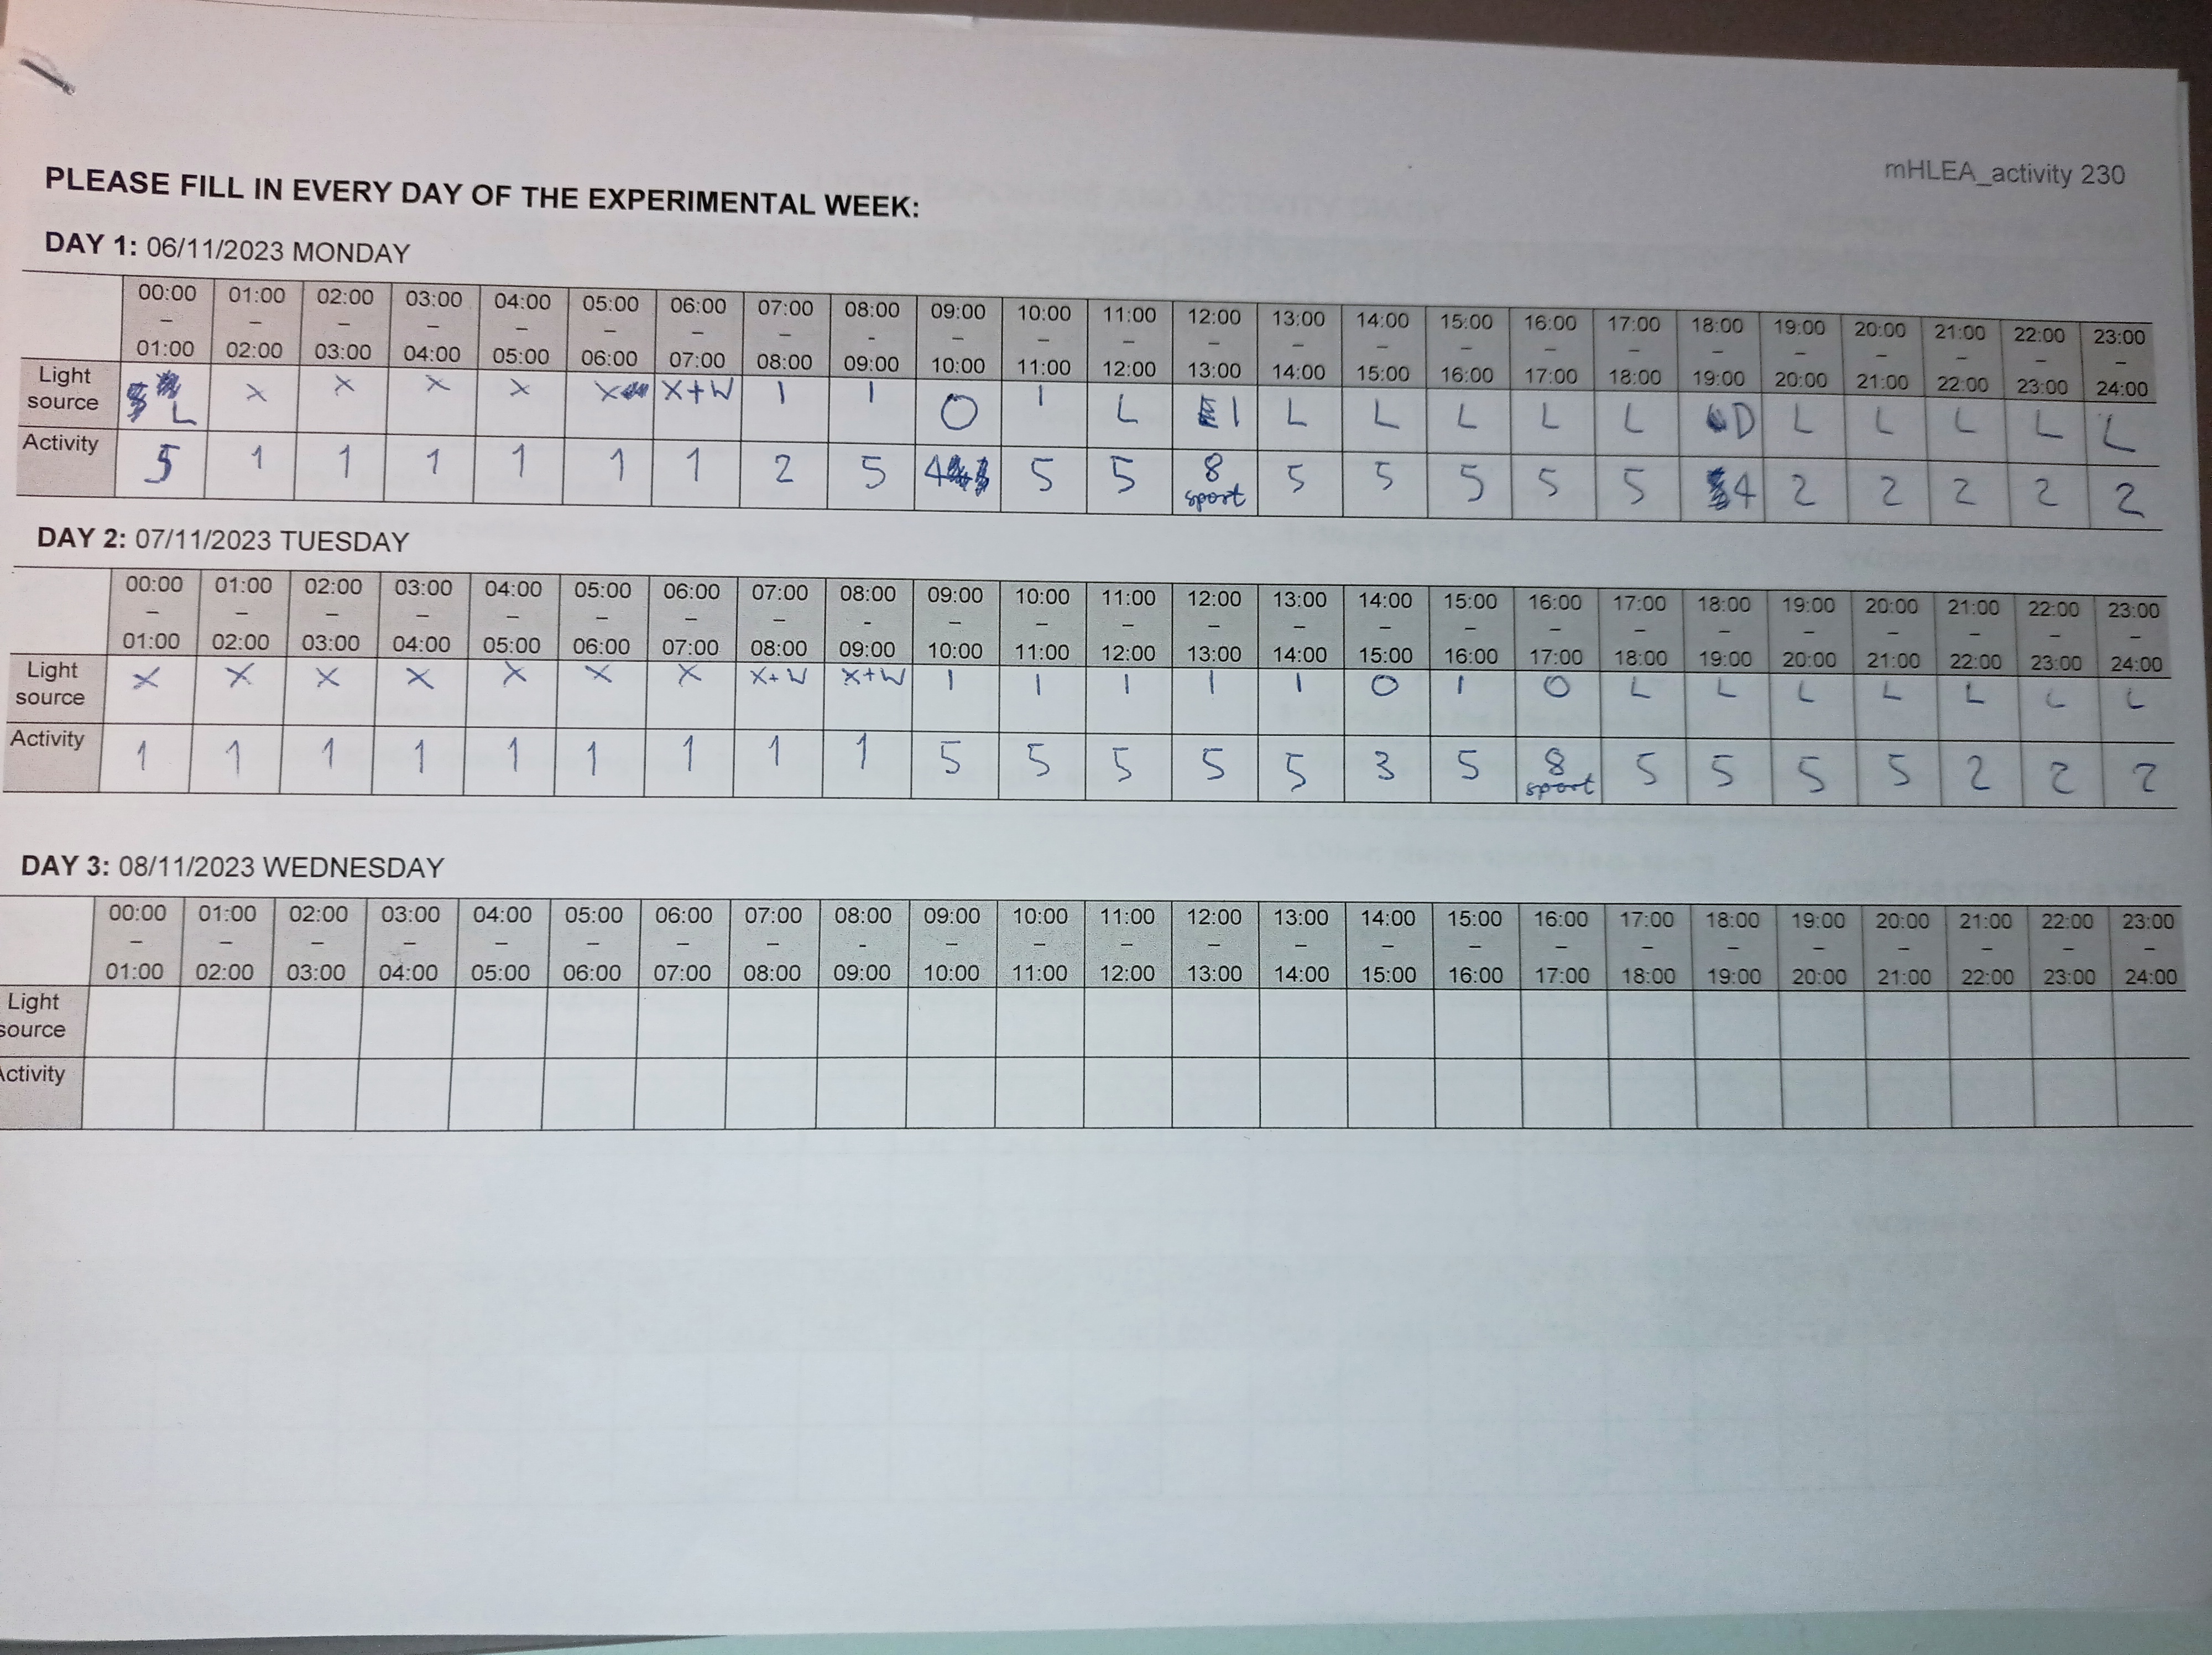 mHLEA_activity 230
PLEASE FILL IN EVERY DAY OF THE EXPERIMENTAL WEEK:
DAY 1: 06/11/2023 MONDAY
00:00 – 01:00 01:00 – 02:00 02:00 – 03:00 03:00 – 04:00 04:00 – 05:00 05:00 – 06:00 06:00 – 07:00 07:00 – 08:00 08:00 - 09:00 09:00 – 10:00 10:00 – 11:00 11:00 – 12:00 12:00 – 13:00 13:00 – 14:00 14:00 – 15:00 15:00 – 16:00 16:00 – 17:00 17:00 – 18:00 18:00 – 19:00 19:00 – 20:00 20:00 – 21:00 21:00 – 22:00 22:00 – 23:00 23:00 – 24:00
Light source L X X X X X X+W I I O I L I L L L L L D L L L L L
Activity 5 1 1 1 1 1 1 2 5 4 5 5 8 sport 5 5 5 5 5 4 2 2 2 2 2
DAY 2: 07/11/2023 TUESDAY
00:00 – 01:00 01:00 – 02:00 02:00 – 03:00 03:00 – 04:00 04:00 – 05:00 05:00 – 06:00 06:00 – 07:00 07:00 – 08:00 08:00 - 09:00 09:00 – 10:00 10:00 – 11:00 11:00 – 12:00 12:00 – 13:00 13:00 – 14:00 14:00 – 15:00 15:00 – 16:00 16:00 – 17:00 17:00 – 18:00 18:00 – 19:00 19:00 – 20:00 20:00 – 21:00 21:00 – 22:00 22:00 – 23:00 23:00 – 24:00
Light source X X X X X X X X+W X+W I I I I I O I O L L L L L L L
Activity 1 1 1 1 1 1 1 1 1 5 5 5 5 5 3 5 8 sport 5 5 5 5 2 2 2
DAY 3: 08/11/2023 WEDNESDAY
00:00 – 01:00 01:00 – 02:00 02:00 – 03:00 03:00 – 04:00 04:00 – 05:00 05:00 – 06:00 06:00 – 07:00 07:00 – 08:00 08:00 - 09:00 09:00 – 10:00 10:00 – 11:00 11:00 – 12:00 12:00 – 13:00 13:00 – 14:00 14:00 – 15:00 15:00 – 16:00 16:00 – 17:00 17:00 – 18:00 18:00 – 19:00 19:00 – 20:00 20:00 – 21:00 21:00 – 22:00 22:00 – 23:00 23:00 – 24:00
Light source
Activity